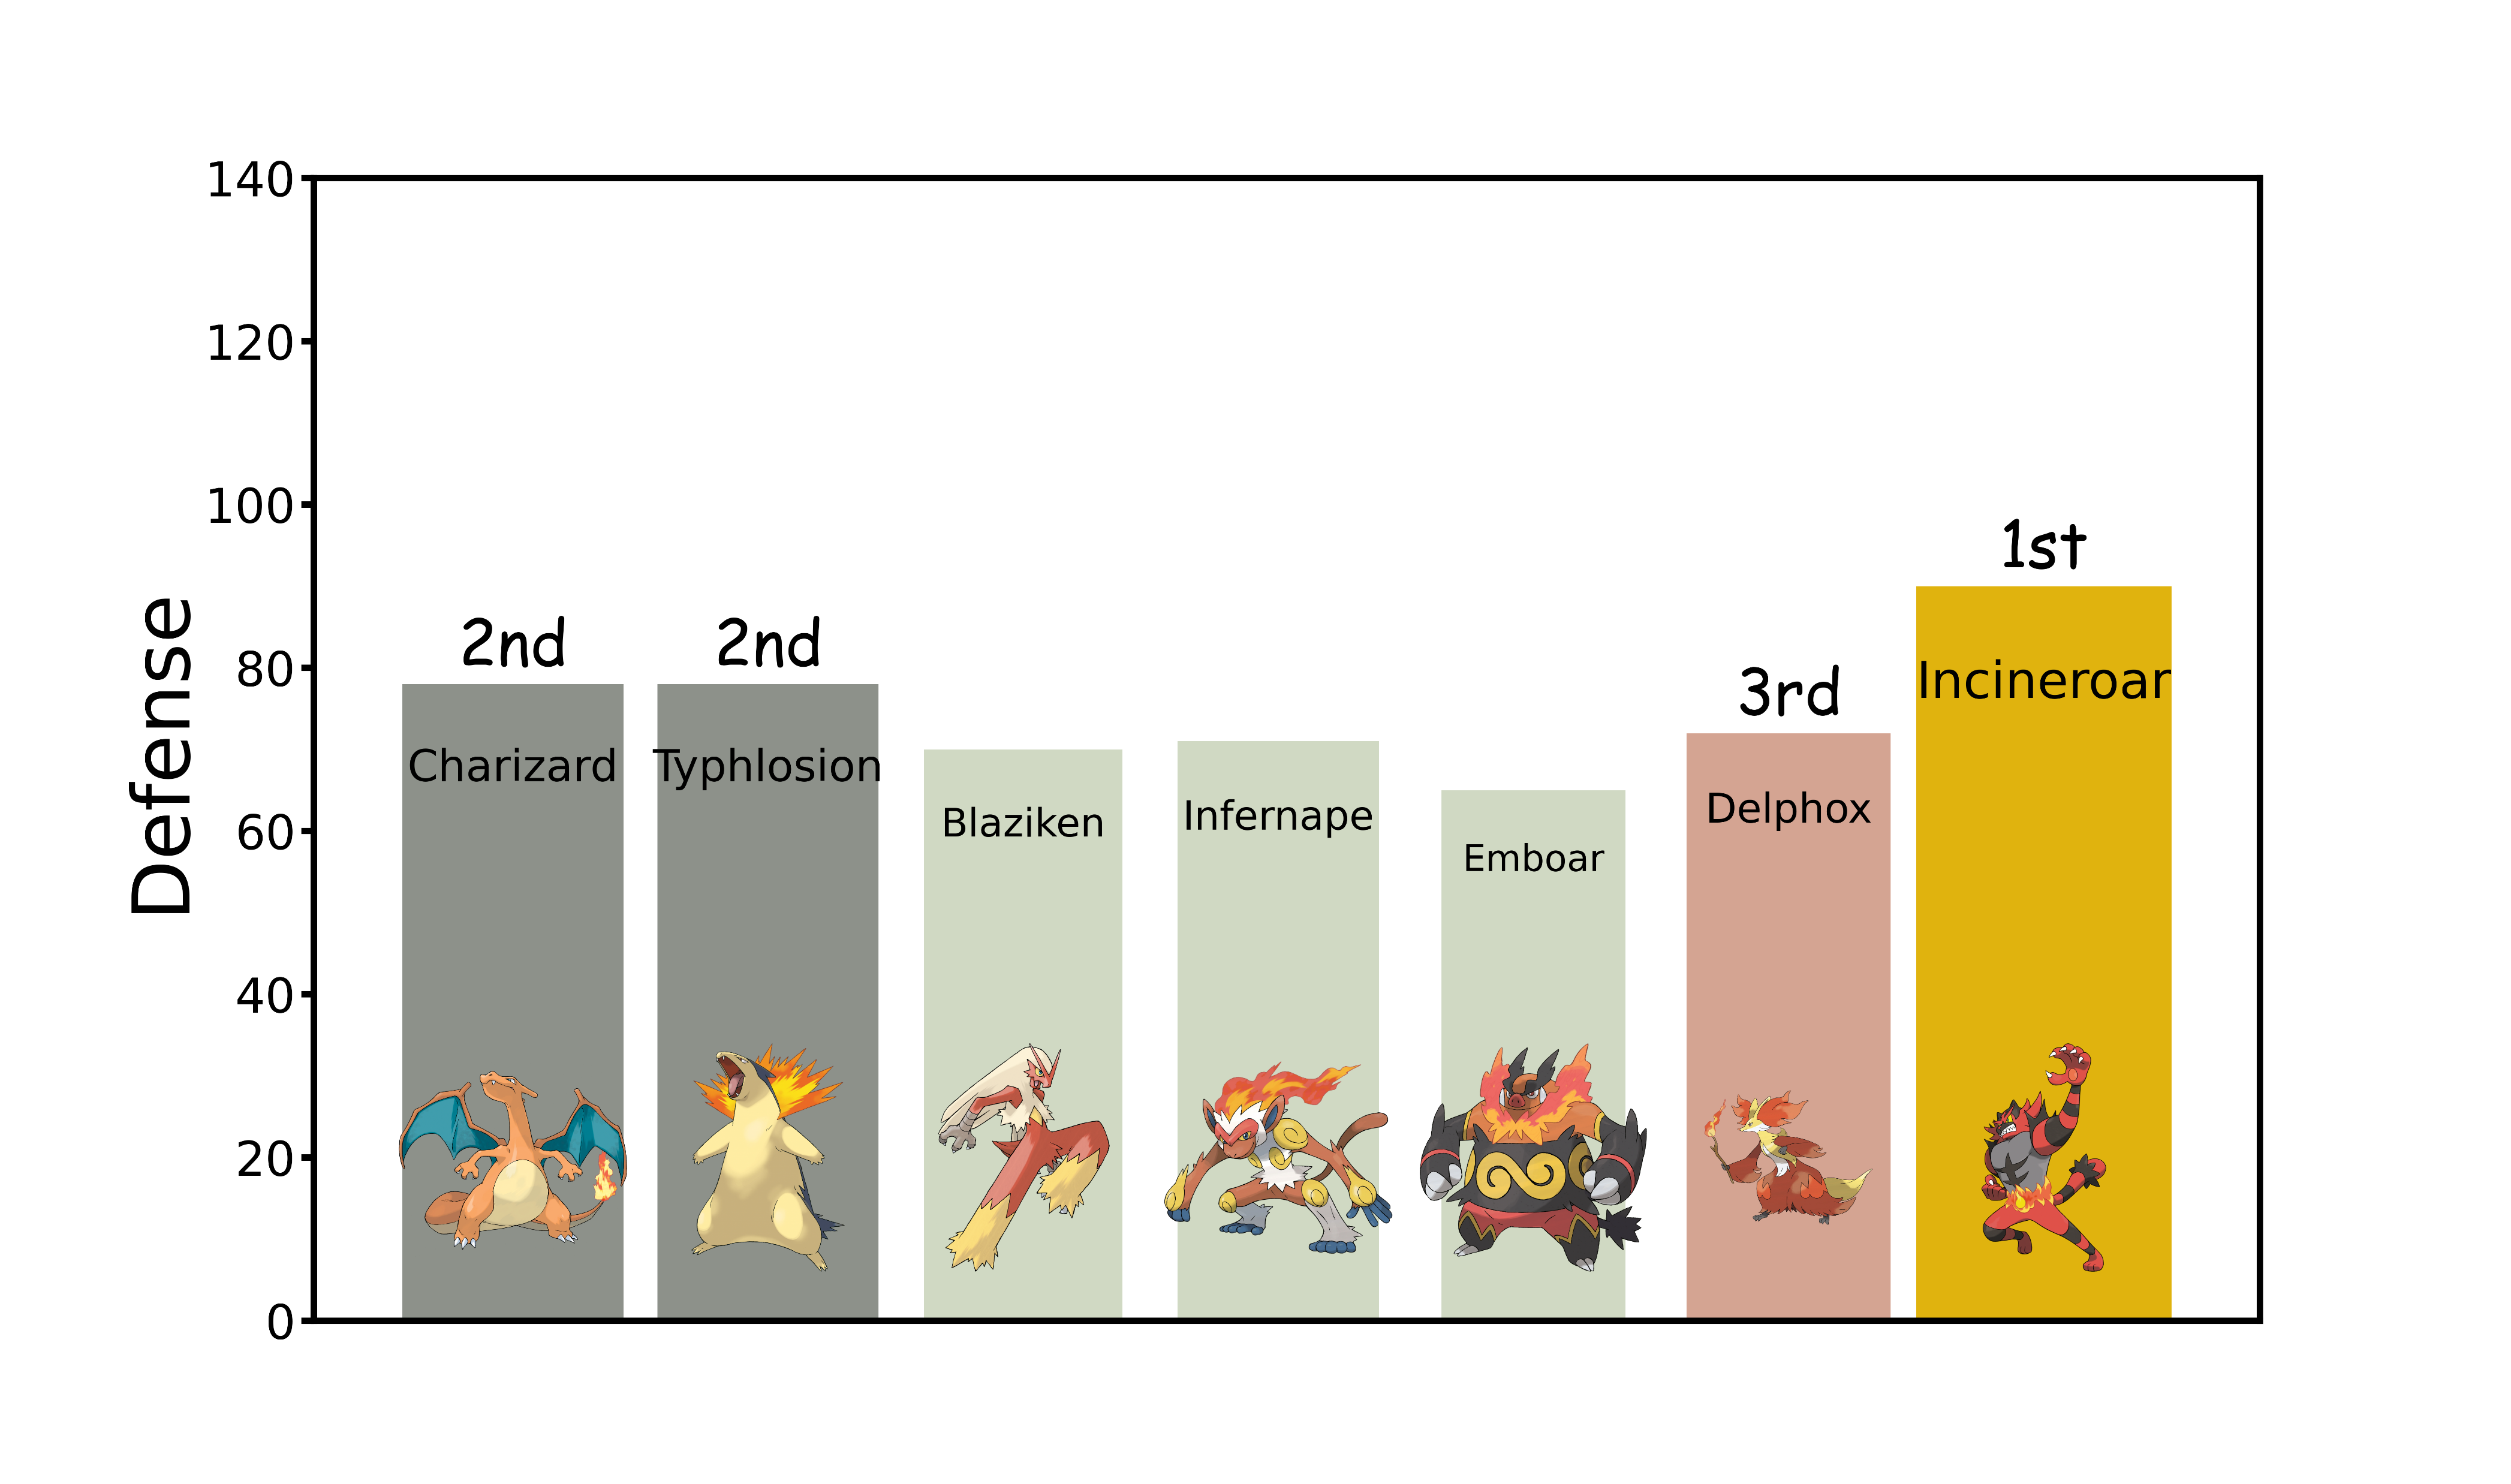 140
120
100
80
60
40
20
0
Defense
2nd
2nd
3rd
1st
Charizard
Typhlosion
Blaziken
Infernape
Emboar
Delphox
Incineroar